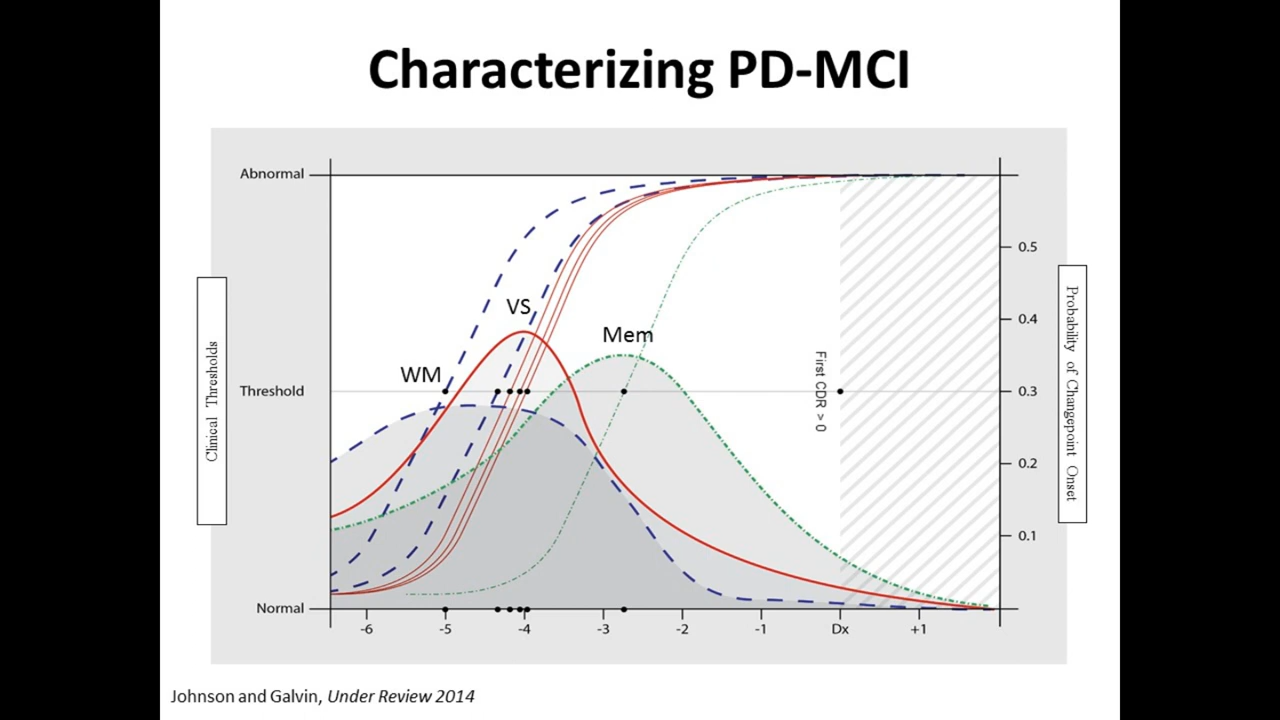 Characterizing PD-MCI
Abnormal
0.5
VS
0.4
Mem
WM
Clinical Thresholds
Threshold
First CDR > 0
0.3
Probability of Changepoint Onset
0.2
0.1
Normal
-6 -5 -4 -3 -2 -1 Dx +1
Johnson and Galvin, Under Review 2014